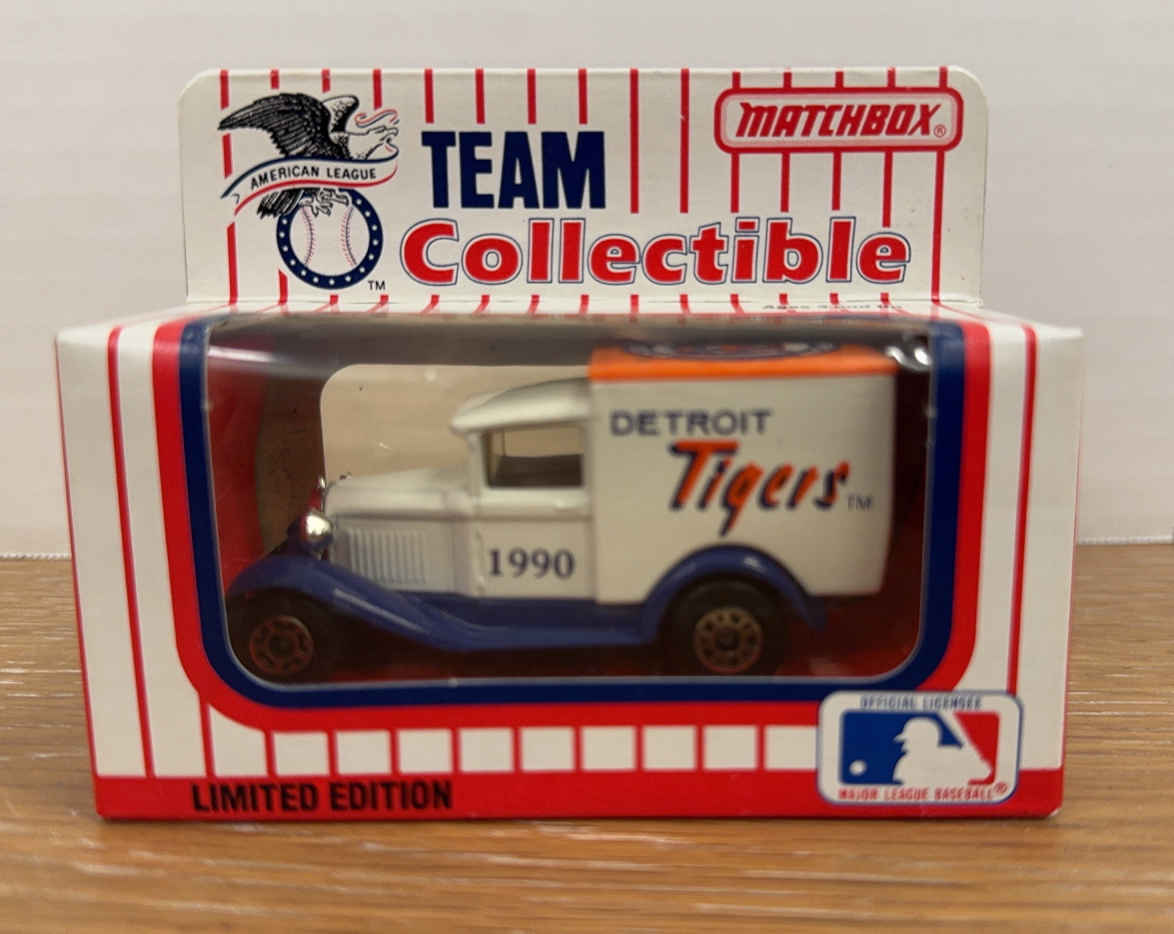 MATCHBOX®
AMERICAN LEAGUE
TEAM
Collectible
TM
DETROIT
Tigers TM
1990
OFFICIAL LICENSEE
MAJOR LEAGUE BASEBALL®
LIMITED EDITION